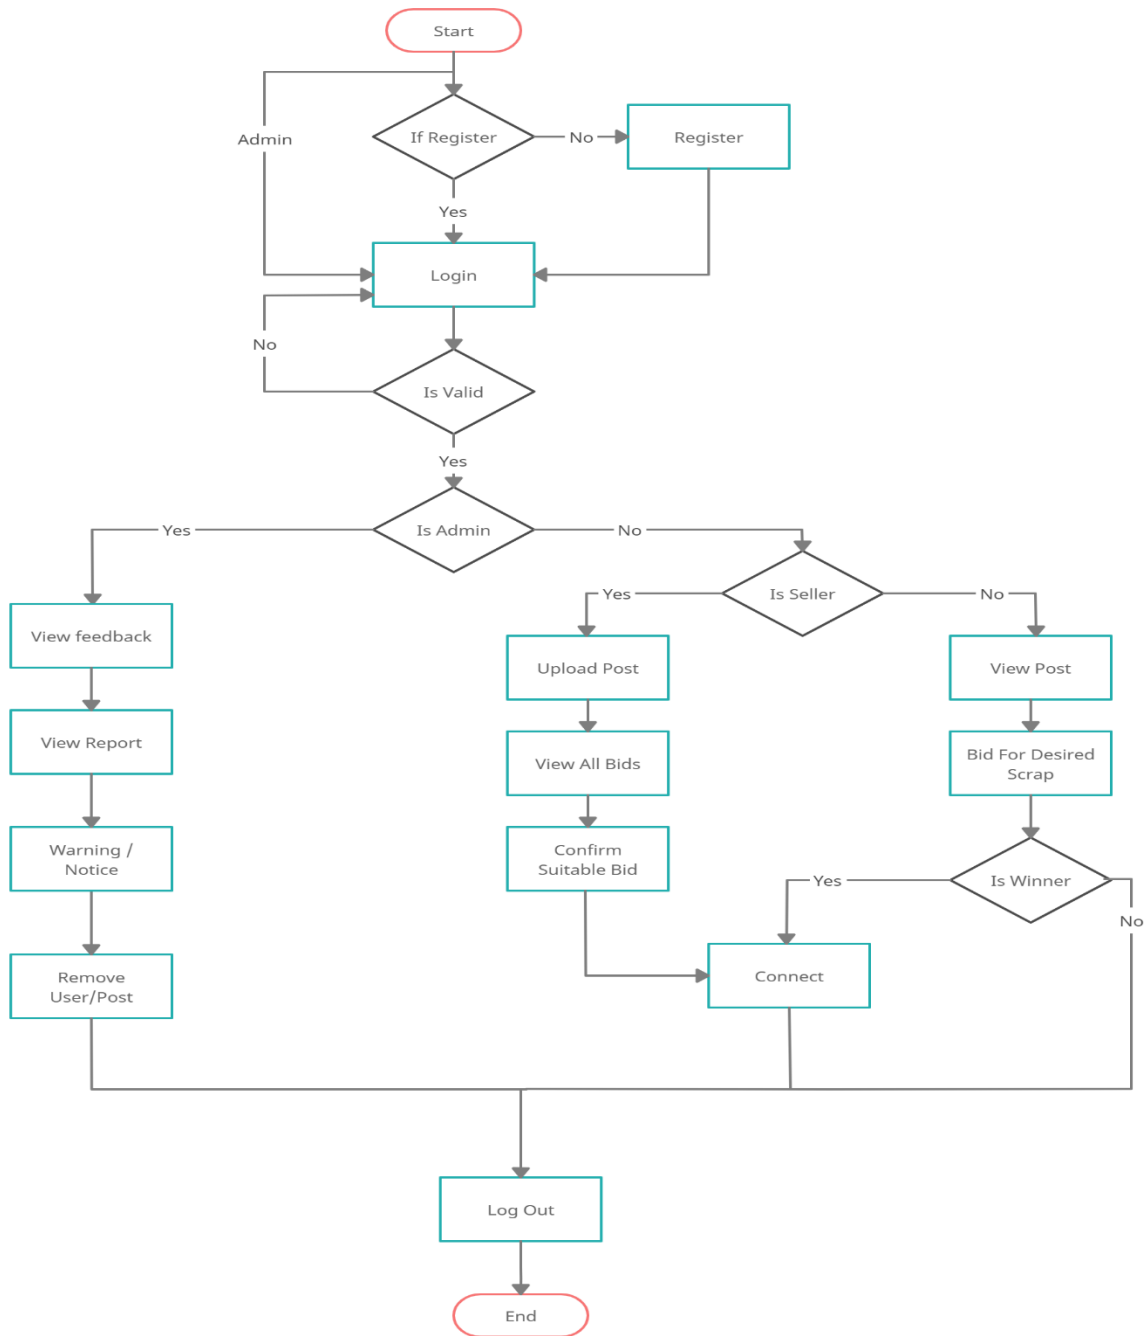 Start
If Register
No
Register
Admin
Yes
Login
No
Is Valid
Yes
Is Admin
Yes
No
Is Seller
Yes
No
View feedback
Upload Post
View Post
View Report
View All Bids
Bid For Desired
Scrap
Warning /
Notice
Confirm
Suitable Bid
Yes
Is Winner
No
Remove
User/Post
Connect
Log Out
End